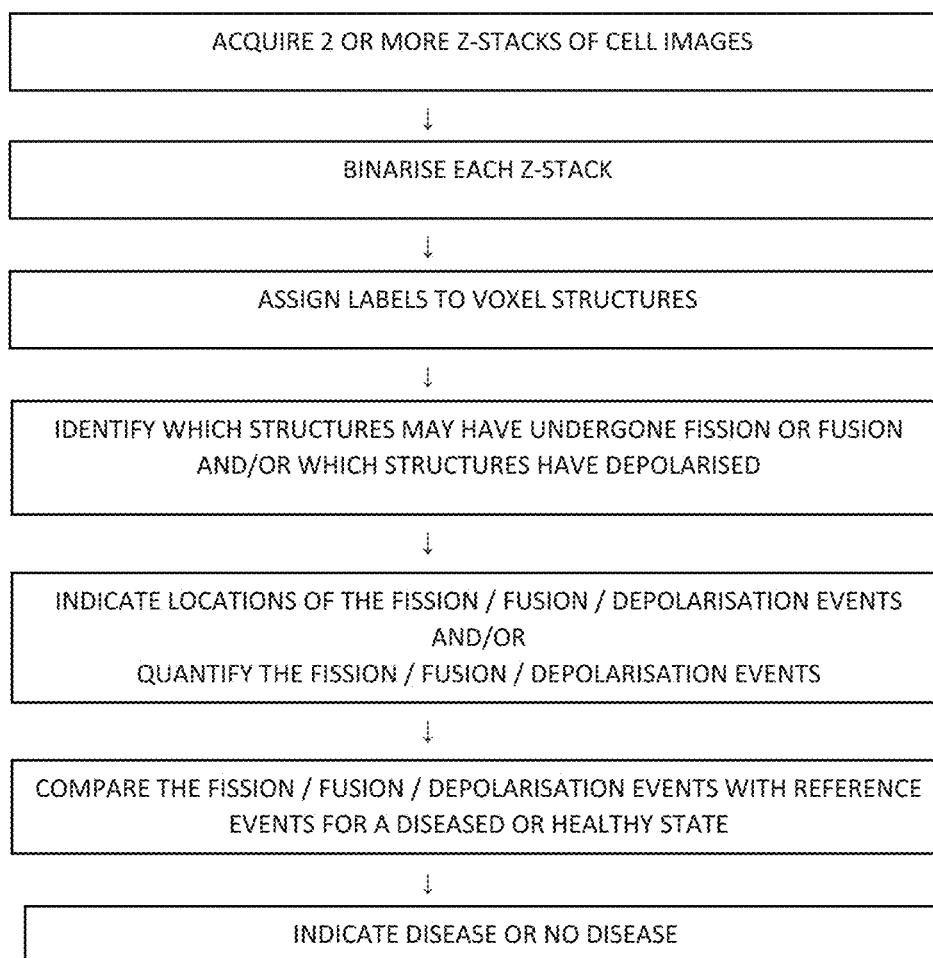 ACQUIRE 2 OR MORE Z-STACKS OF CELL IMAGES
↓
BINARISE EACH Z-STACK
↓
ASSIGN LABELS TO VOXEL STRUCTURES
↓
IDENTIFY WHICH STRUCTURES MAY HAVE UNDERGONE FISSION OR FUSION
AND/OR WHICH STRUCTURES HAVE DEPOLARISED
↓
INDICATE LOCATIONS OF THE FISSION / FUSION / DEPOLARISATION EVENTS
AND/OR
QUANTIFY THE FISSION / FUSION / DEPOLARISATION EVENTS
↓
COMPARE THE FISSION / FUSION / DEPOLARISATION EVENTS WITH REFERENCE
EVENTS FOR A DISEASED OR HEALTHY STATE
↓
INDICATE DISEASE OR NO DISEASE